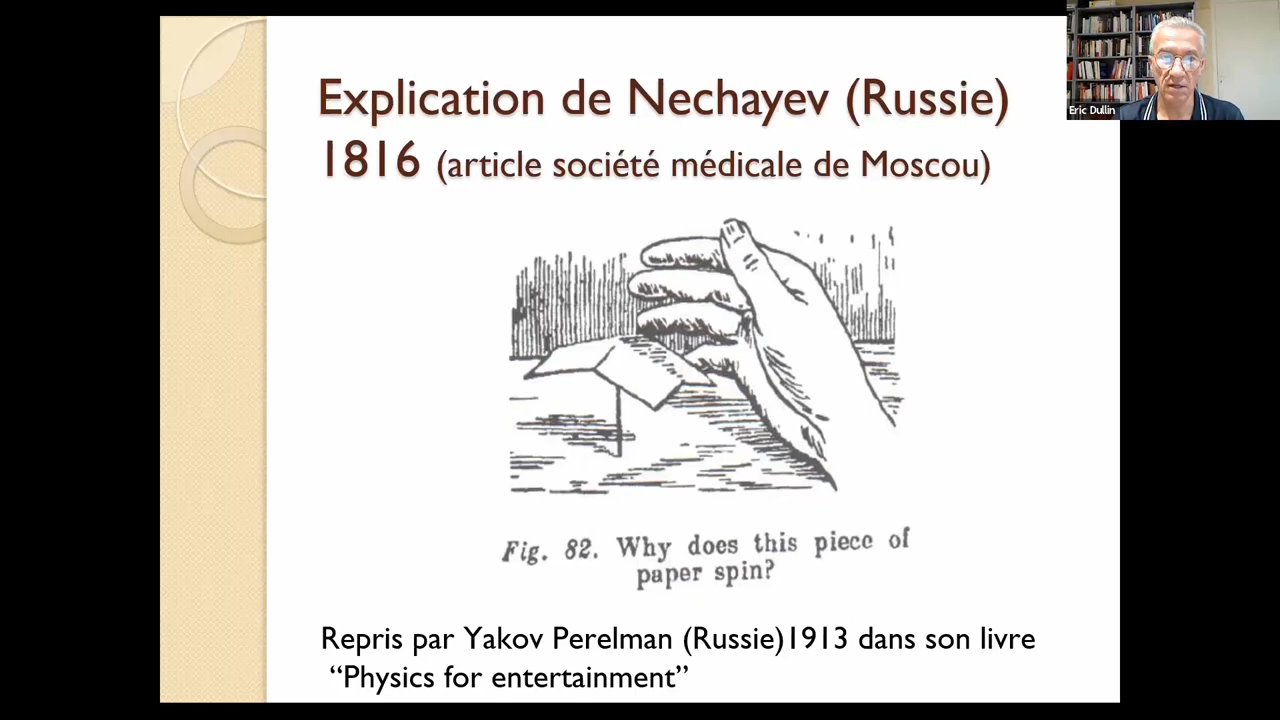 Explication de Nechayev (Russie)
1816 (article société médicale de Moscou)
Eric Dullin
Fig. 82. Why does this piece of
paper spin?
Repris par Yakov Perelman (Russie)1913 dans son livre
“Physics for entertainment”